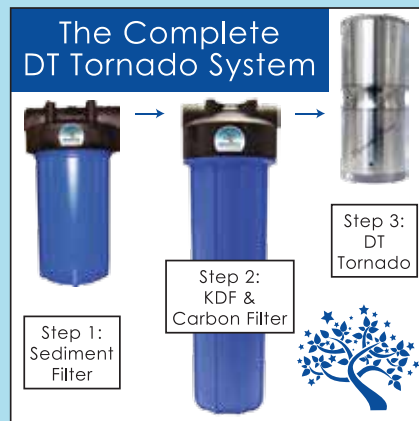 The Complete
DT Tornado System
Step 1:
Sediment
Filter
Step 2:
KDF &
Carbon Filter
Step 3:
DT
Tornado